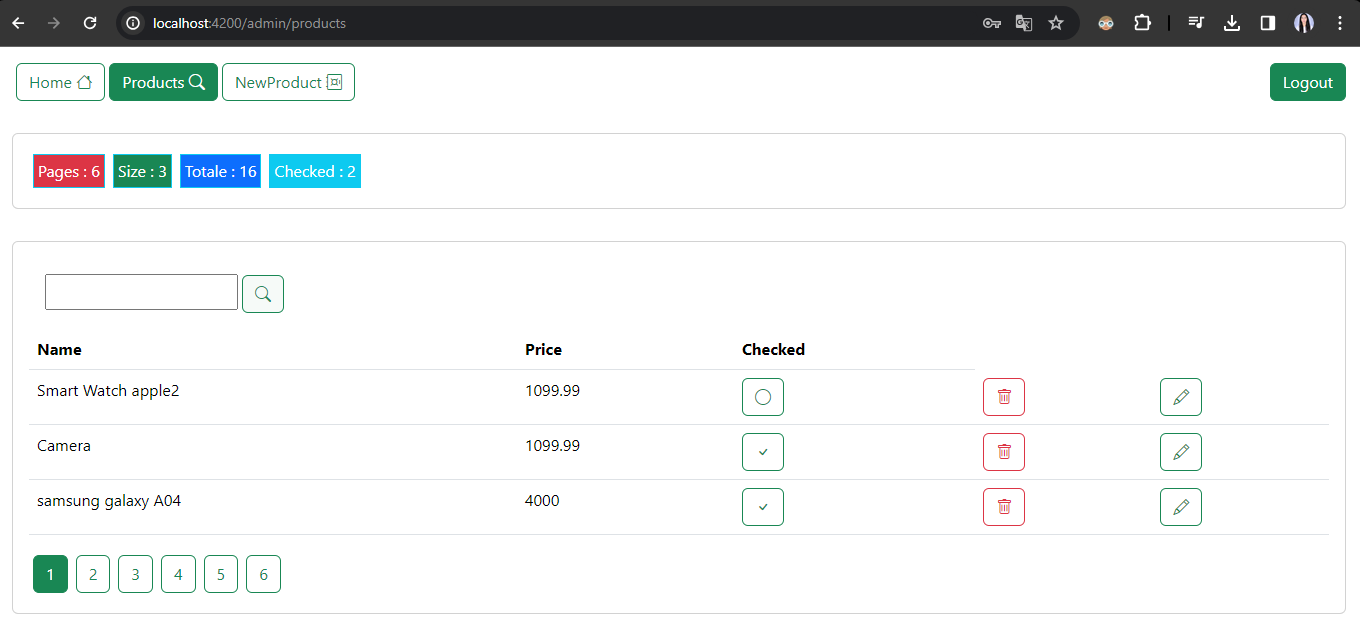 localhost:4200/admin/products
Home Products NewProduct Logout
Pages : 6 Size : 3 Totale : 16 Checked : 2
Name Price Checked
Smart Watch apple2 1099.99
Camera 1099.99
samsung galaxy A04 4000
1 2 3 4 5 6